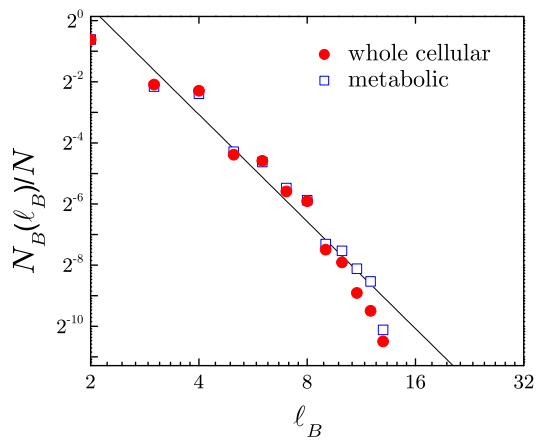 2^0
whole cellular
metabolic
2^-2
2^-4
2^-6
2^-8
2^-10
N_B(ℓ_B)/N
2 4 8 16 32
ℓ_B